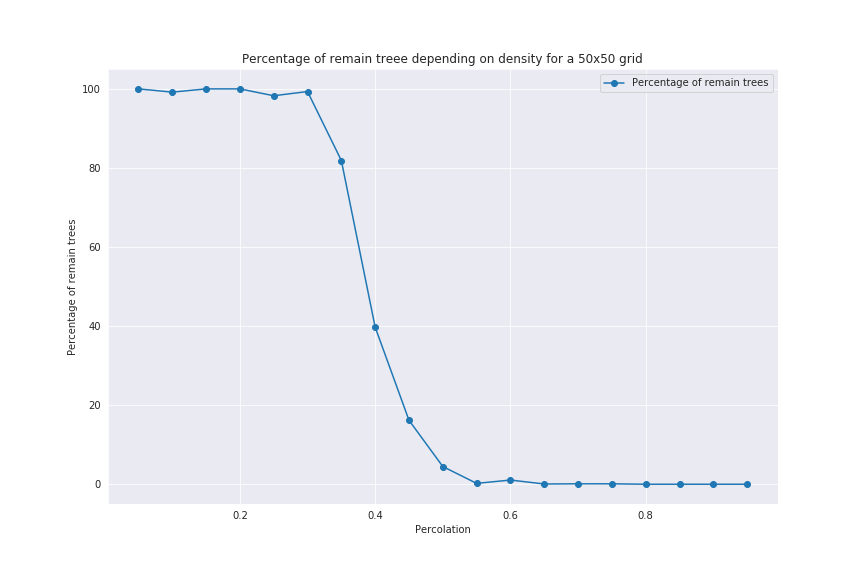 Percentage of remain treee depending on density for a 50x50 grid
Percentage of remain trees
100
80
60
40
20
0
Percentage of remain trees
0.2 0.4 0.6 0.8
Percolation